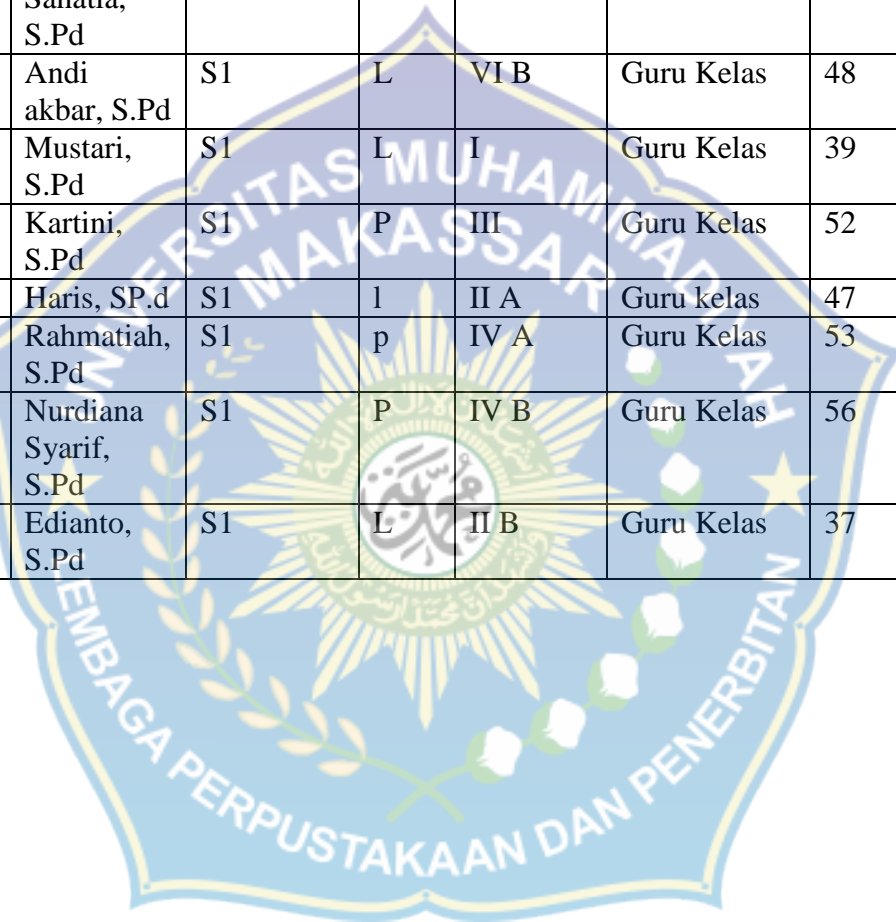 S.Pd
Andi S1 L VI B Guru Kelas 48
akbar, S.Pd
Mustari, S1 L I Guru Kelas 39
S.Pd
Kartini, S1 P III Guru Kelas 52
S.Pd
Haris, SP.d S1 l II A Guru kelas 47
Rahmatiah, S1 p IV A Guru Kelas 53
S.Pd
Nurdiana S1 P IV B Guru Kelas 56
Syarif,
S.Pd
Edianto, S1 L II B Guru Kelas 37
S.Pd
UNIVERSITAS MUHAMMADIYAH
MAKASSAR
LEMBAGA PERPUSTAKAAN DAN PENERBITAN